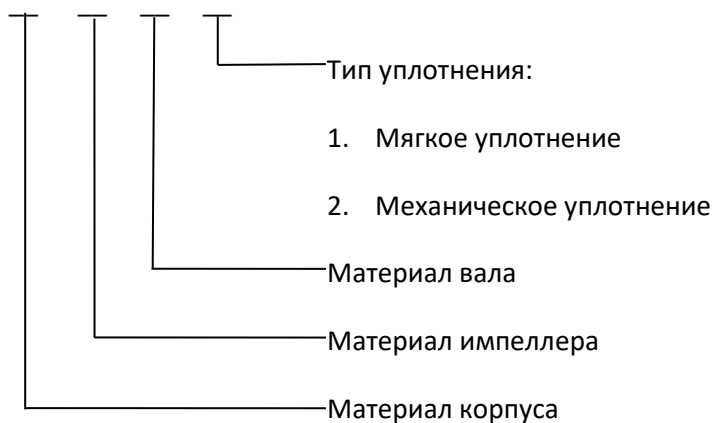 Тип уплотнения:
1. Мягкое уплотнение
2. Механическое уплотнение
Материал вала
Материал импеллера
Материал корпуса